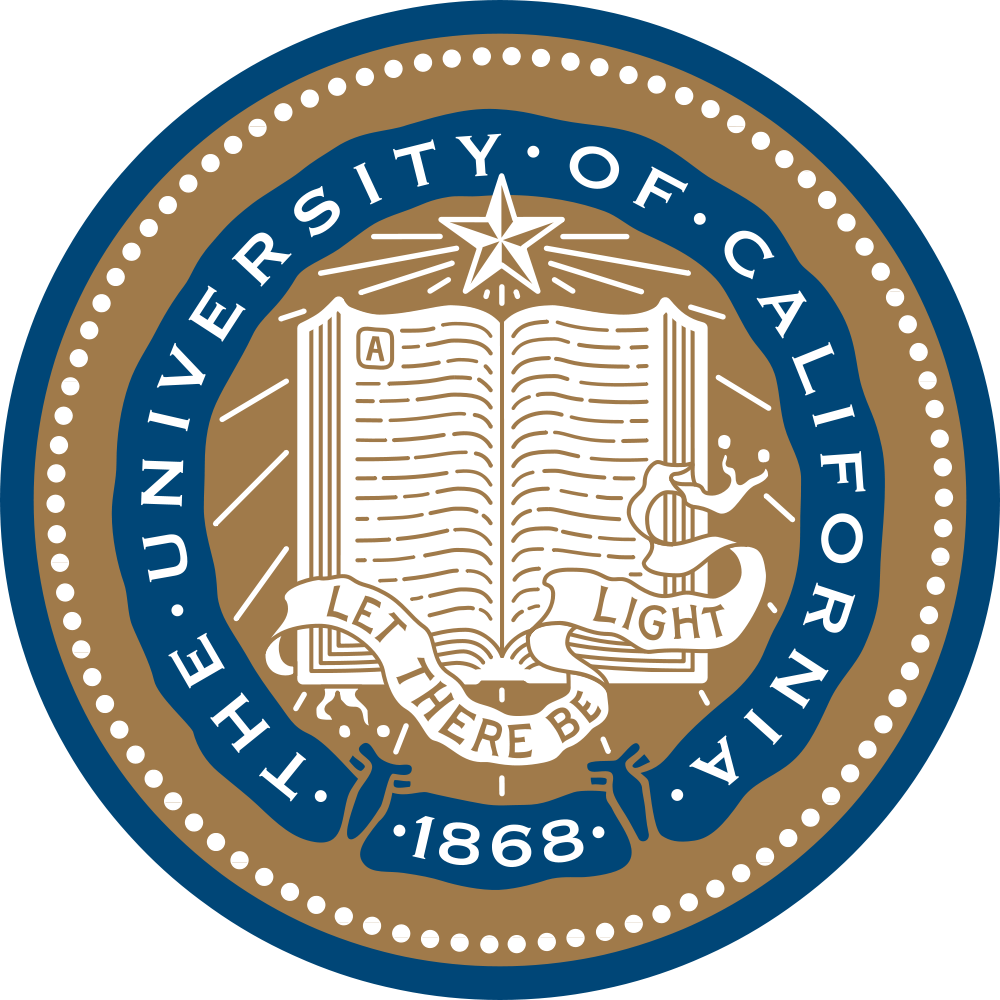 ·THE·UNIVERSITY·OF·CALIFORNIA·
A
LET THERE BE LIGHT
·1868·